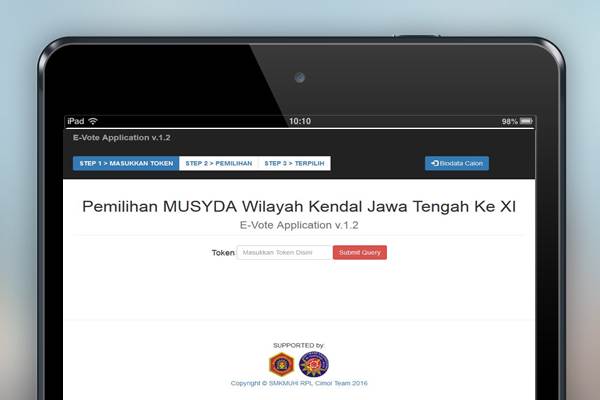 iPad 10:10 98%
E-Vote Application v.1.2
STEP 1 > MASUKKAN TOKEN STEP 2 > PEMILIHAN STEP 3 > TERPILIH Biodata Calon
Pemilihan MUSYDA Wilayah Kendal Jawa Tengah Ke XI
E-Vote Application v.1.2
Token: Masukkan Token Disini Submit Query
SUPPORTED by:
Copyright © SMKMUH RPL Cimol Team 2016